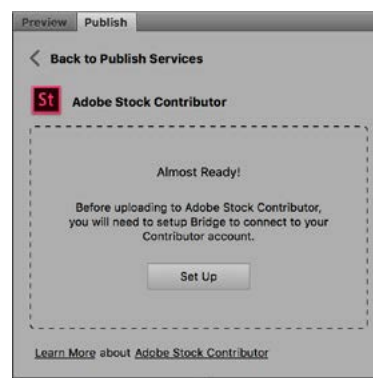 Preview Publish
Back to Publish Services
St Adobe Stock Contributor
Almost Ready!
Before uploading to Adobe Stock Contributor,
you will need to setup Bridge to connect to your
Contributor account.
Set Up
Learn More about Adobe Stock Contributor